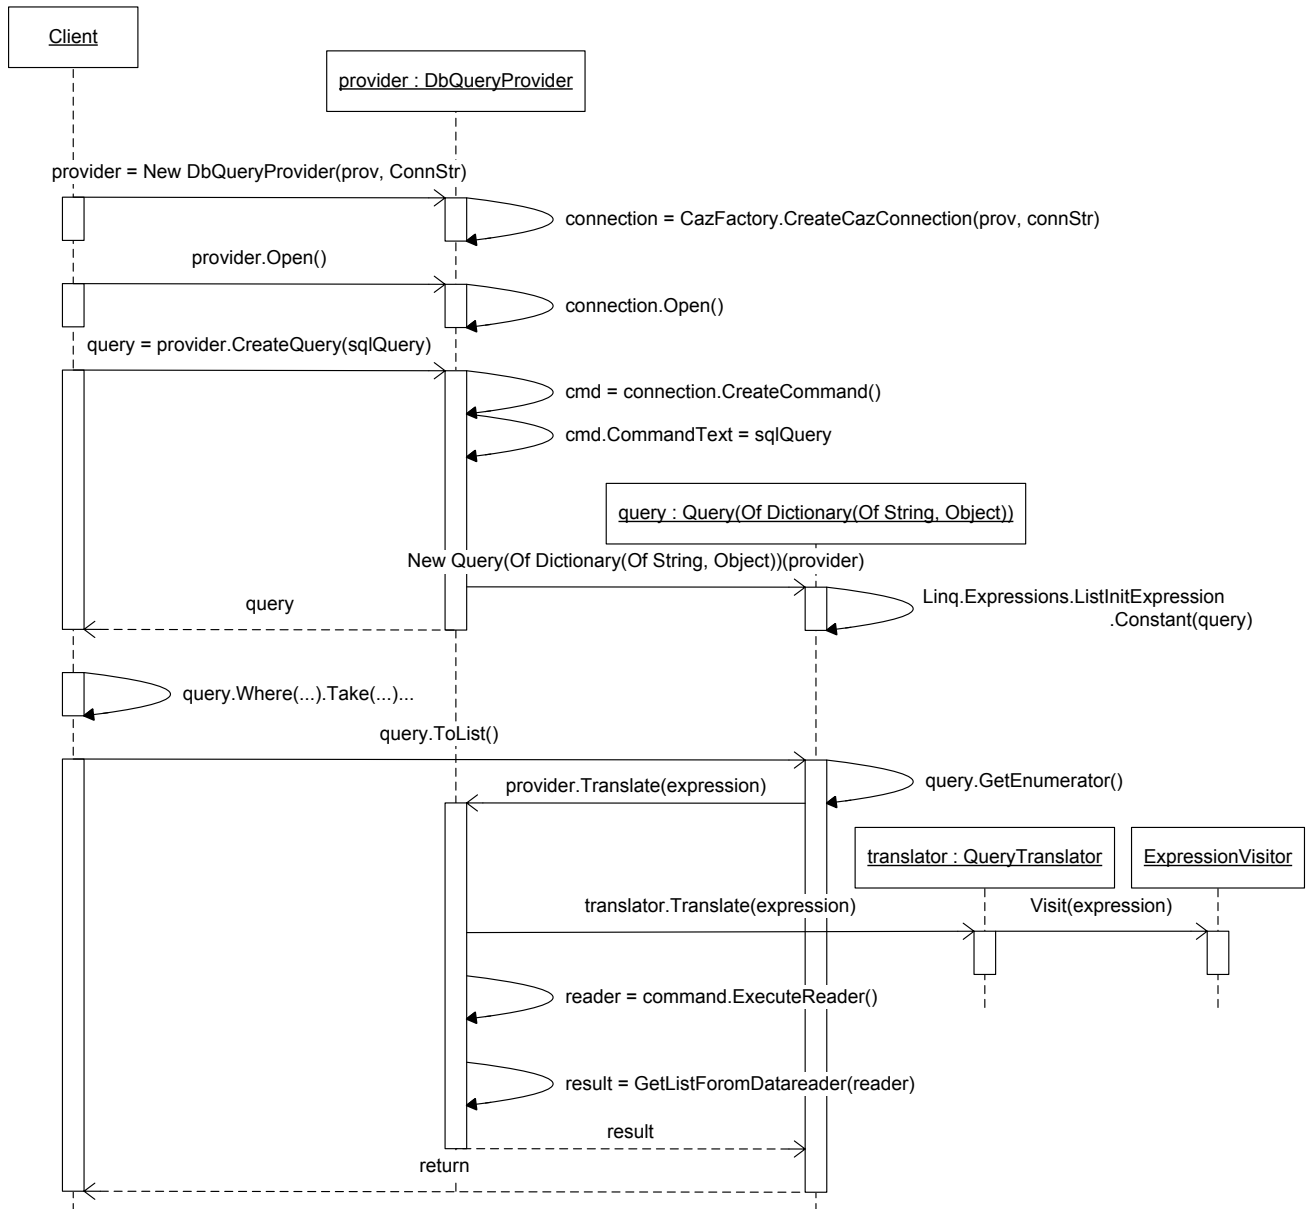 Client
provider : DbQueryProvider
provider = New DbQueryProvider(prov, ConnStr)
connection = CazFactory.CreateCazConnection(prov, connStr)
provider.Open()
connection.Open()
query = provider.CreateQuery(sqlQuery)
cmd = connection.CreateCommand()
cmd.CommandText = sqlQuery
query : Query(Of Dictionary(Of String, Object))
New Query(Of Dictionary(Of String, Object))(provider)
Linq.Expressions.ListInitExpression
.Constant(query)
query
query.Where(...).Take(...)...
query.ToList()
query.GetEnumerator()
provider.Translate(expression)
translator : QueryTranslator
ExpressionVisitor
translator.Translate(expression)
Visit(expression)
reader = command.ExecuteReader()
result = GetListForomDatareader(reader)
result
return